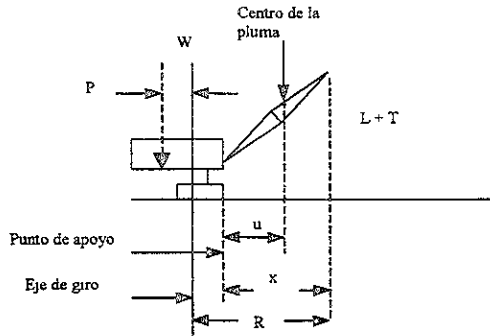 Centro de la
pluma
W
P
L + T
u
Punto de apoyo
x
Eje de giro
R